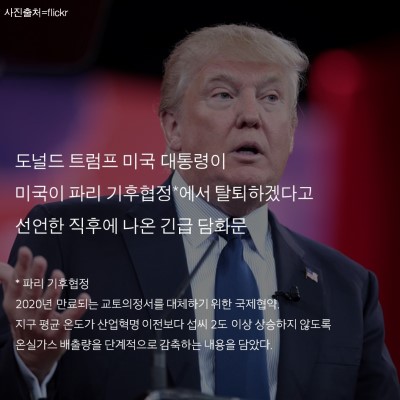 사진출처=flickr
도널드 트럼프 미국 대통령이
미국이 파리 기후협정*에서 탈퇴하겠다고
선언한 직후에 나온 긴급 담화문
* 파리 기후협정
2020년 만료되는 교토의정서를 대체하기 위한 국제협약.
지구 평균 온도가 산업혁명 이전보다 섭씨 2도 이상 상승하지 않도록
온실가스 배출량을 단계적으로 감축하는 내용을 담았다.